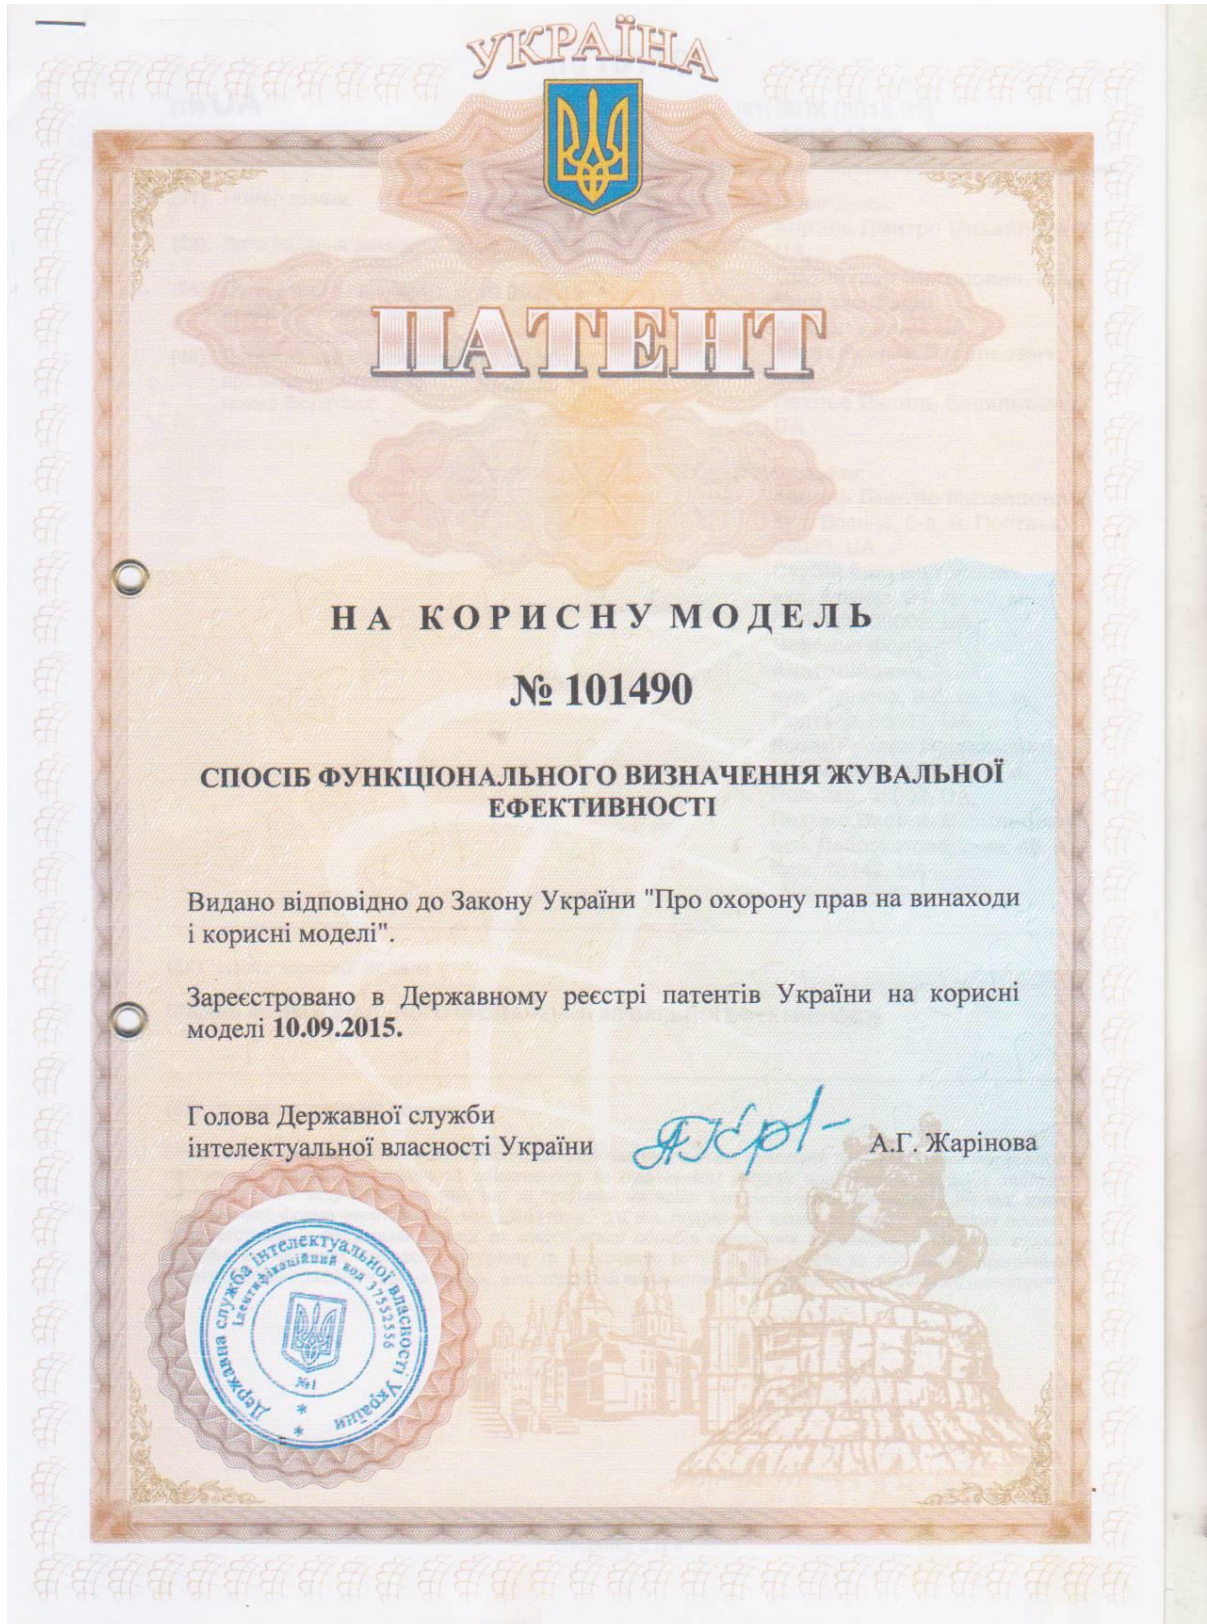 УКРАЇНА
ПАТЕНТ
НА КОРИСНУ МОДЕЛЬ
№ 101490
СПОСІБ ФУНКЦІОНАЛЬНОГО ВИЗНАЧЕННЯ ЖУВАЛЬНОЇ
ЕФЕКТИВНОСТІ
Видано відповідно до Закону України "Про охорону прав на винаходи
і корисні моделі".
Зареєстровано в Державному реєстрі патентів України на корисні
моделі 10.09.2015.
Голова Державної служби
інтелектуальної власності України
А.Г. Жарінова
Державна служба інтелектуальної власності України
Ідентифікаційний код 37552556
№1